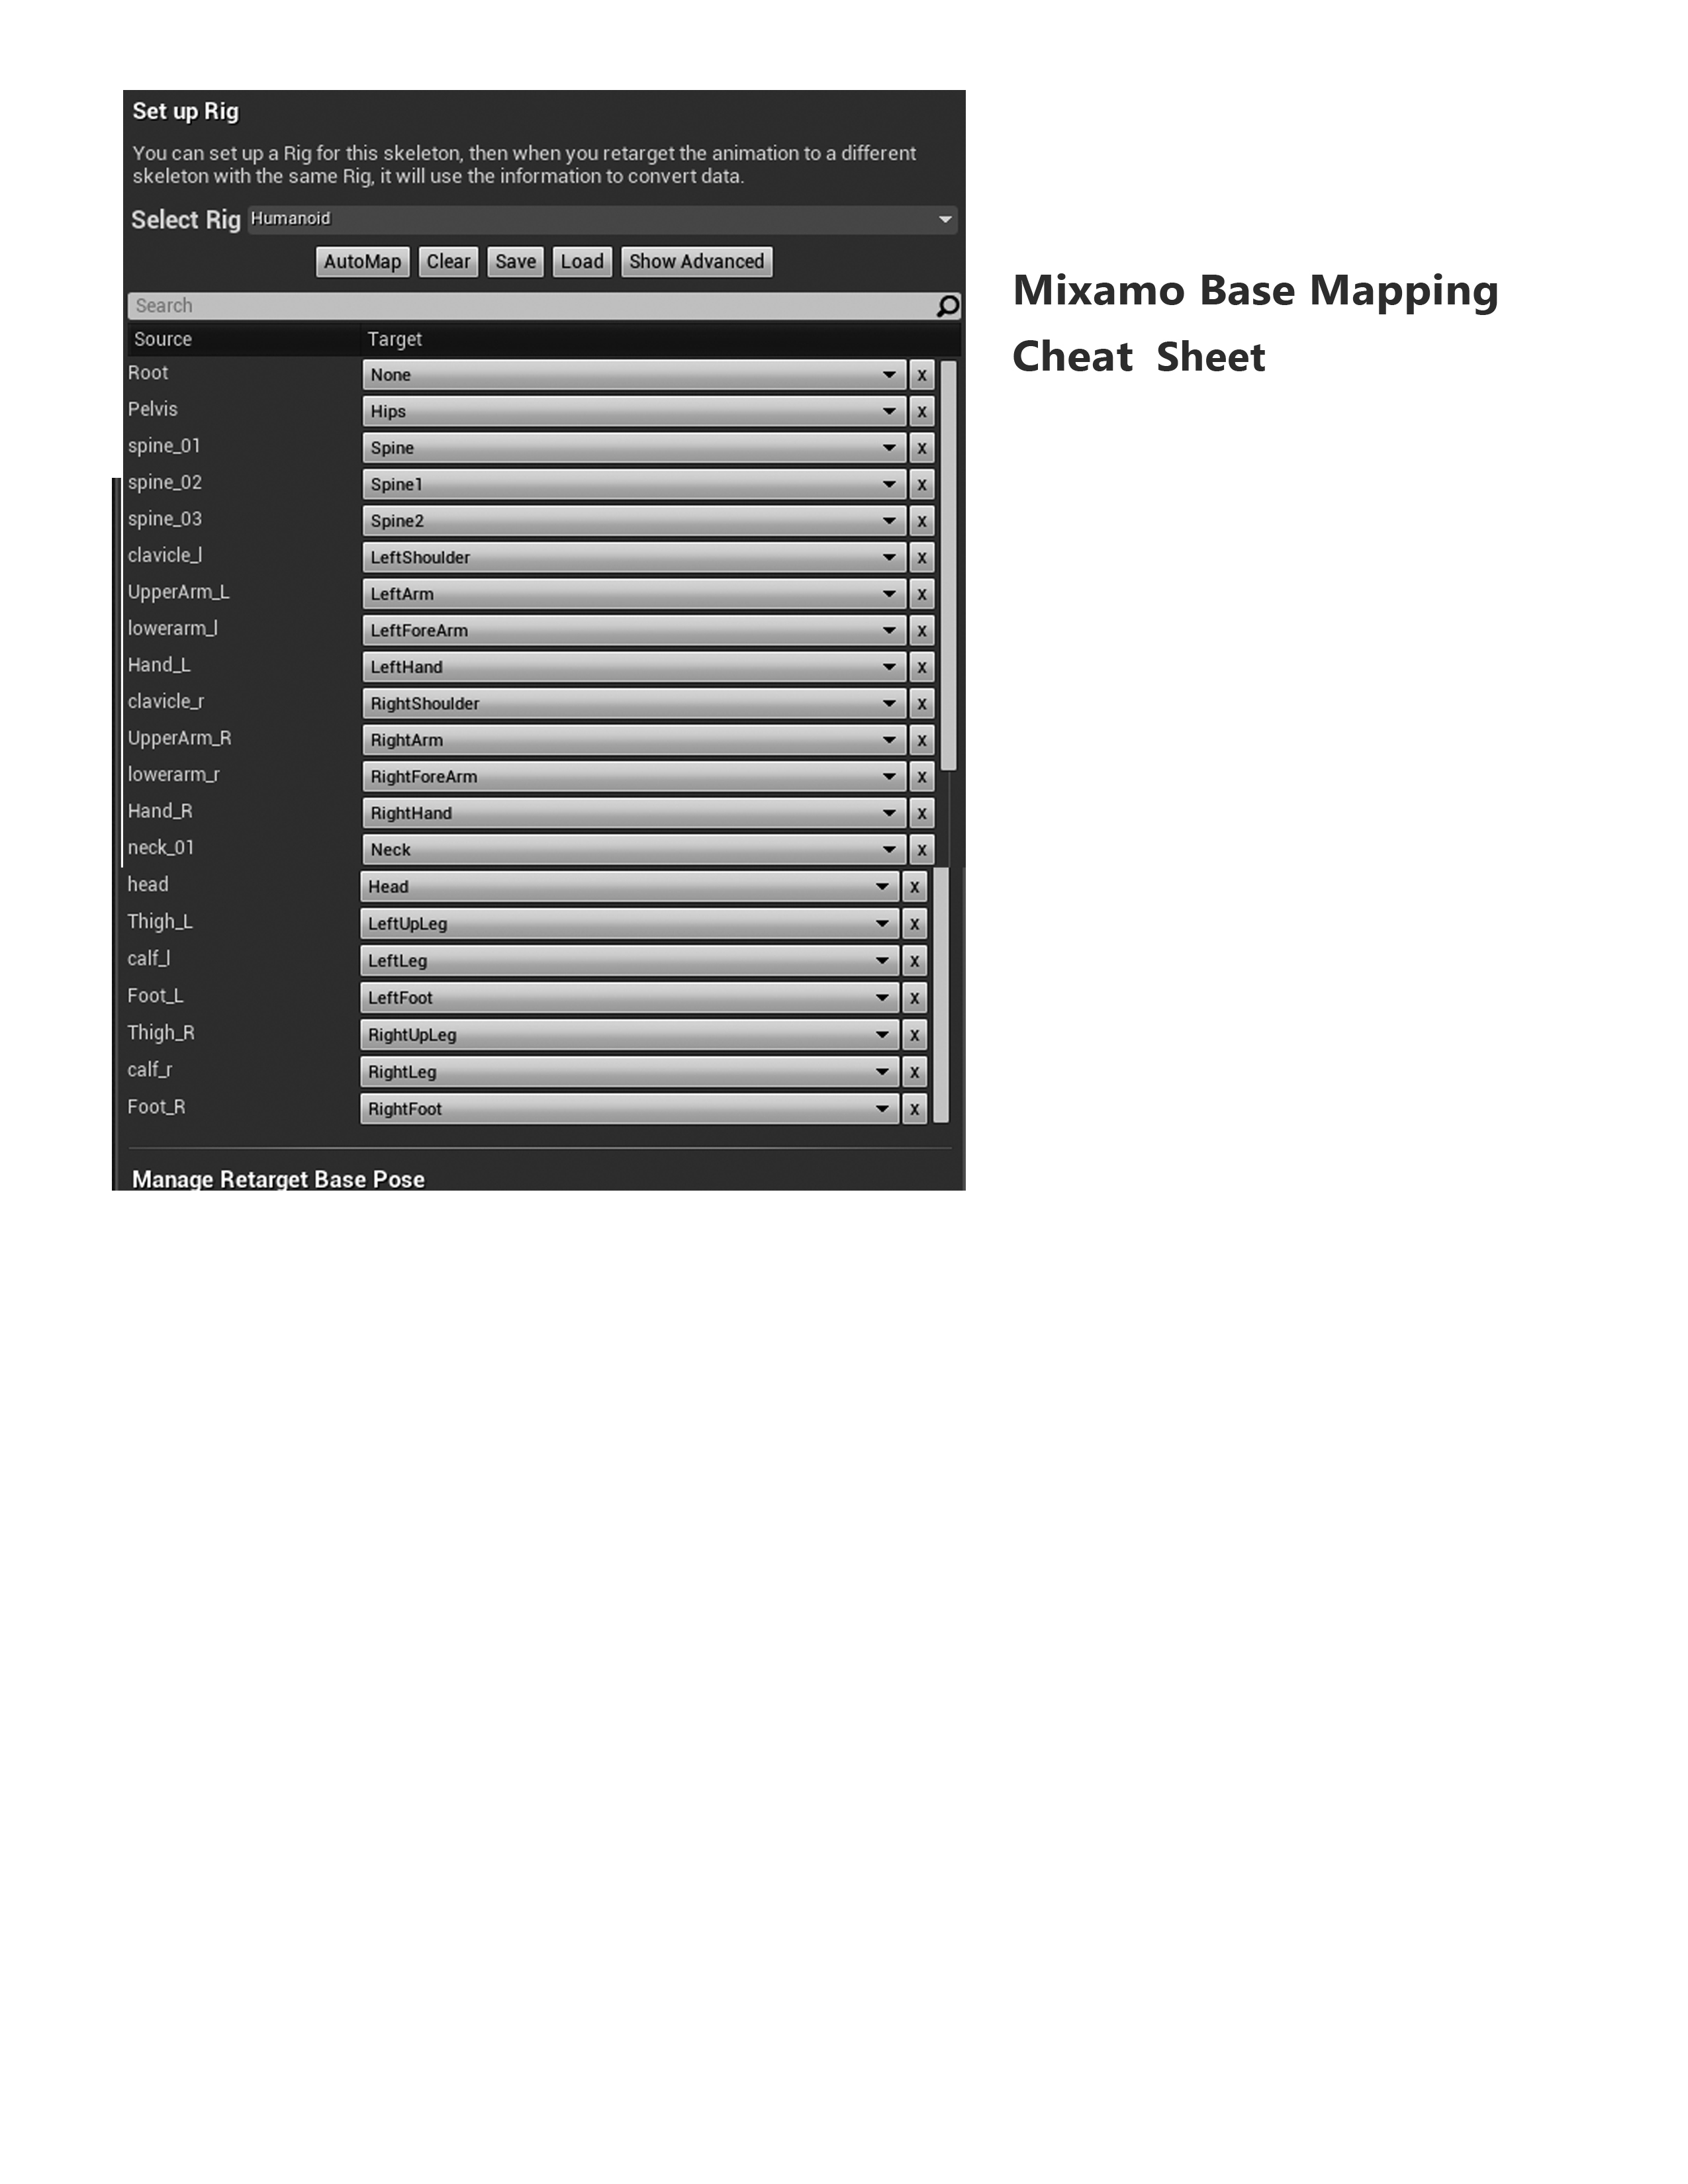 Set up Rig
You can set up a Rig for this skeleton, then when you retarget the animation to a different
skeleton with the same Rig, it will use the information to convert data.
Select Rig Humanoid
AutoMap Clear Save Load Show Advanced
Search
Source Target
Root None x
Pelvis Hips x
spine_01 Spine x
spine_02 Spine1 x
spine_03 Spine2 x
clavicle_l LeftShoulder x
UpperArm_L LeftArm x
lowerarm_l LeftForeArm x
Hand_L LeftHand x
clavicle_r RightShoulder x
UpperArm_R RightArm x
lowerarm_r RightForeArm x
Hand_R RightHand x
neck_01 Neck x
head Head x
Thigh_L LeftUpLeg x
calf_l LeftLeg x
Foot_L LeftFoot x
Thigh_R RightUpLeg x
calf_r RightLeg x
Foot_R RightFoot x
Manage Retarget Base Pose
Mixamo Base Mapping
Cheat Sheet